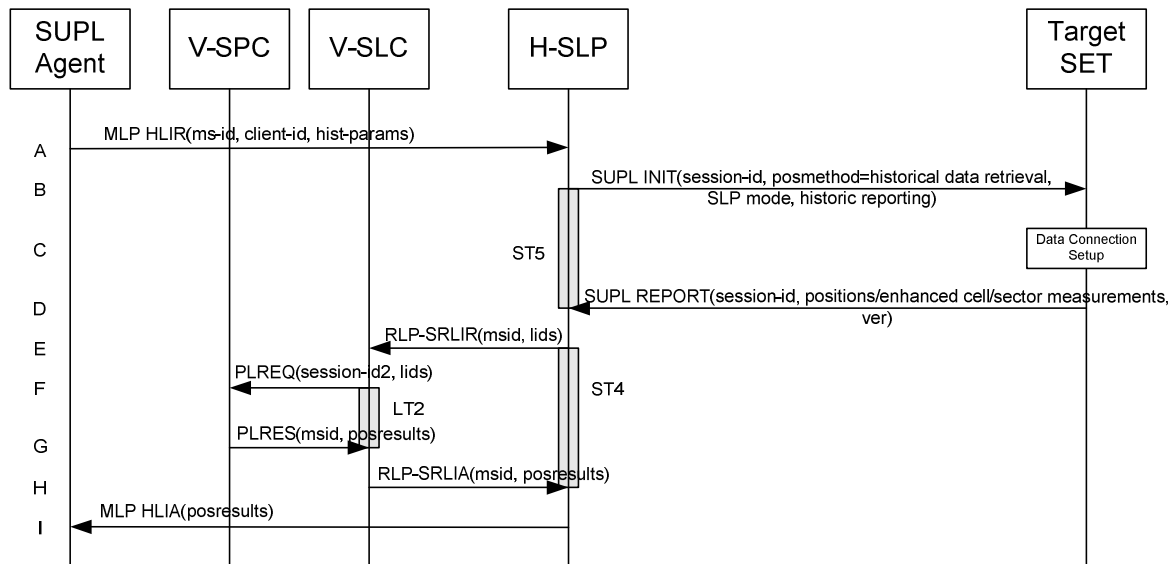 SUPL
Agent
V-SPC
V-SLC
H-SLP
Target
SET
A
MLP HLIR(ms-id, client-id, hist-params)
B
SUPL INIT(session-id, posmethod=historical data retrieval,
SLP mode, historic reporting)
C
ST5
Data Connection
Setup
D
SUPL REPORT(session-id, positions/enhanced cell/sector measurements,
ver)
E
RLP-SRLIR(msid, lids)
F
PLREQ(session-id2, lids)
ST4
LT2
G
PLRES(msid, posresults)
H
RLP-SRLIA(msid, posresults)
I
MLP HLIA(posresults)